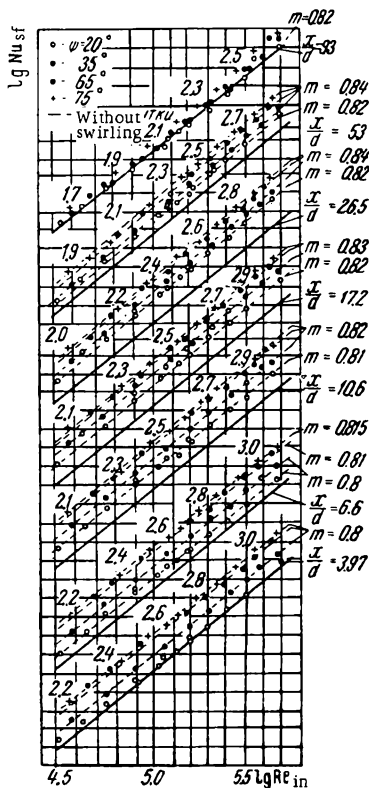 lg Nu sf
ψ=20°
35
65
75
Without
swirling
m=0.82
x/d=93
2.5
2.3
2.1
1.9
1.7
m=0.84
m=0.82
x/d=53
2.7
2.5
2.3
2.1
1.9
m=0.84
m=0.82
x/d=26.5
2.8
2.6
2.4
2.2
2.0
m=0.83
m=0.82
x/d=17.2
2.9
2.7
2.5
2.3
2.1
m=0.82
m=0.81
x/d=10.6
2.9
2.7
2.5
2.3
2.1
m=0.815
m=0.81
m=0.8
x/d=6.6
3.0
2.8
2.6
2.4
2.2
m=0.8
x/d=3.97
3.0
2.8
2.6
2.4
2.2
4.5 5.0 5.5 lg Re in